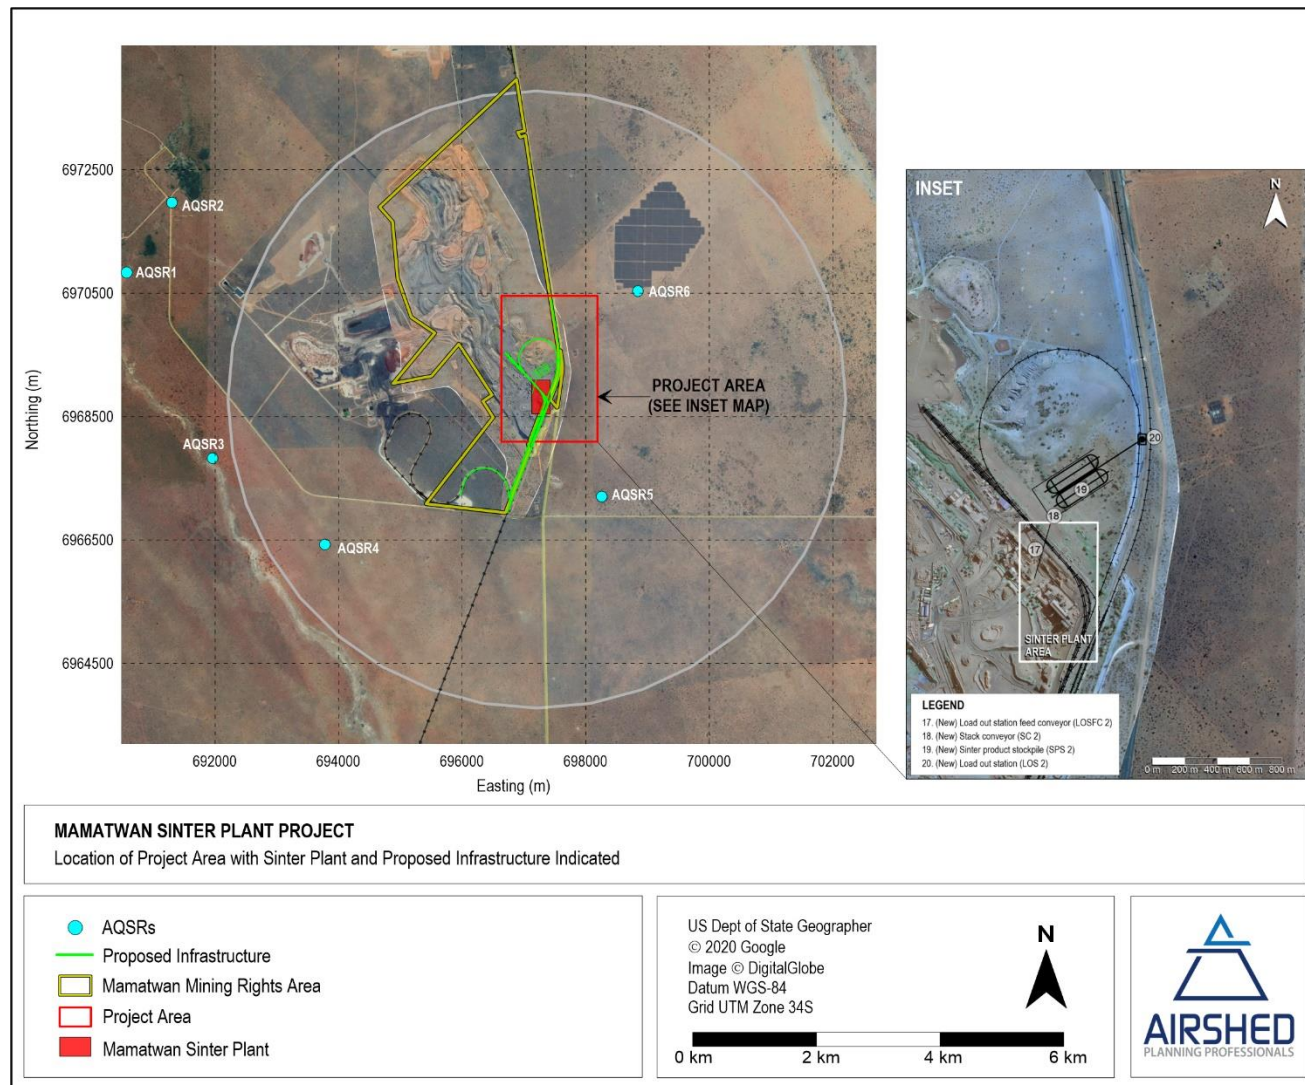 6972500
6970500
6968500
6966500
6964500
Northing (m)
692000
694000
696000
698000
700000
702000
Easting (m)
AQSR2
AQSR1
AQSR6
AQSR3
AQSR5
AQSR4
PROJECT AREA
(SEE INSET MAP)
INSET
N
20
19
18
17
SINTER PLANT
AREA
LEGEND
17. (New) Load out station feed conveyor (LOSFC 2)
18. (New) Stack conveyor (SC 2)
19. (New) Sinter product stockpile (SPS 2)
20. (New) Load out station (LOS 2)
0 m 200 m 400 m 600 m 800 m
MAMATWAN SINTER PLANT PROJECT
Location of Project Area with Sinter Plant and Proposed Infrastructure Indicated
AQSRs
Proposed Infrastructure
Mamatwan Mining Rights Area
Project Area
Mamatwan Sinter Plant
US Dept of State Geographer
© 2020 Google
Image © DigitalGlobe
Datum WGS-84
Grid UTM Zone 34S
N
0 km 2 km 4 km 6 km
AIRSHED
PLANNING PROFESSIONALS